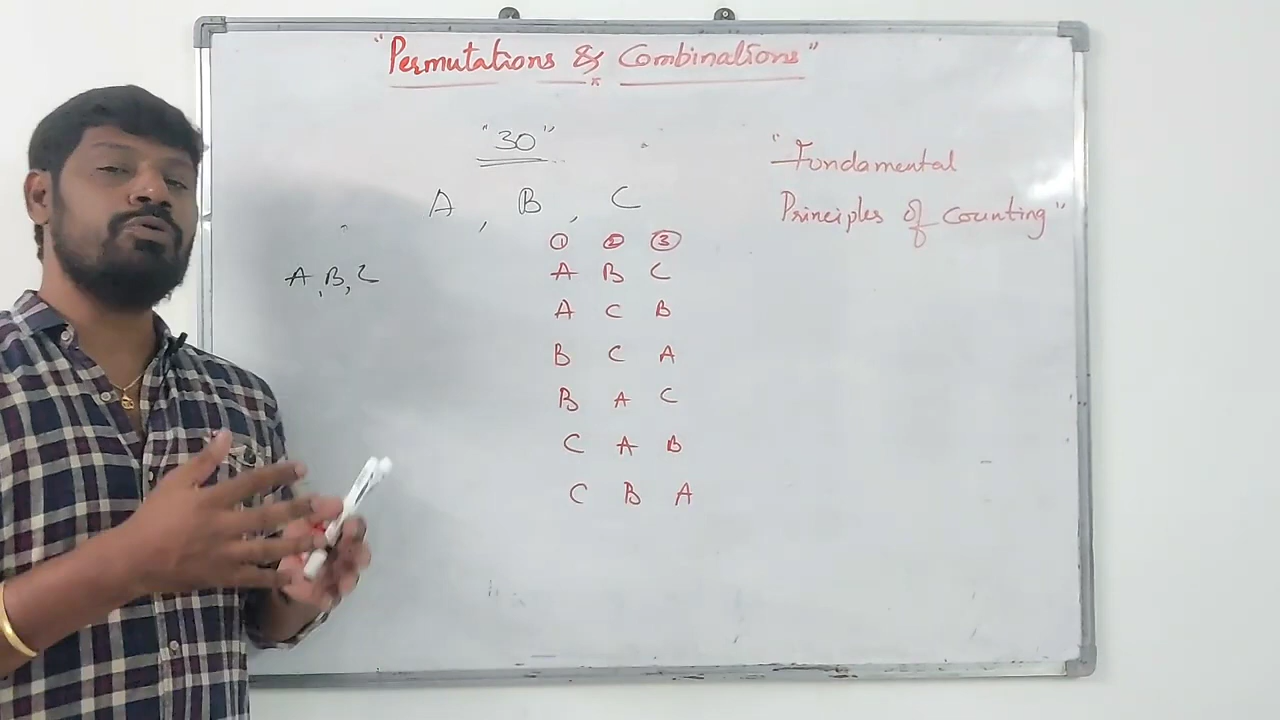 "Permutations & Combinations"
"30"
A, B, C
① ② ③
A, B, C
A B C
A C B
B C A
B A C
C A B
C B A
"Fundamental
Principles of Counting"